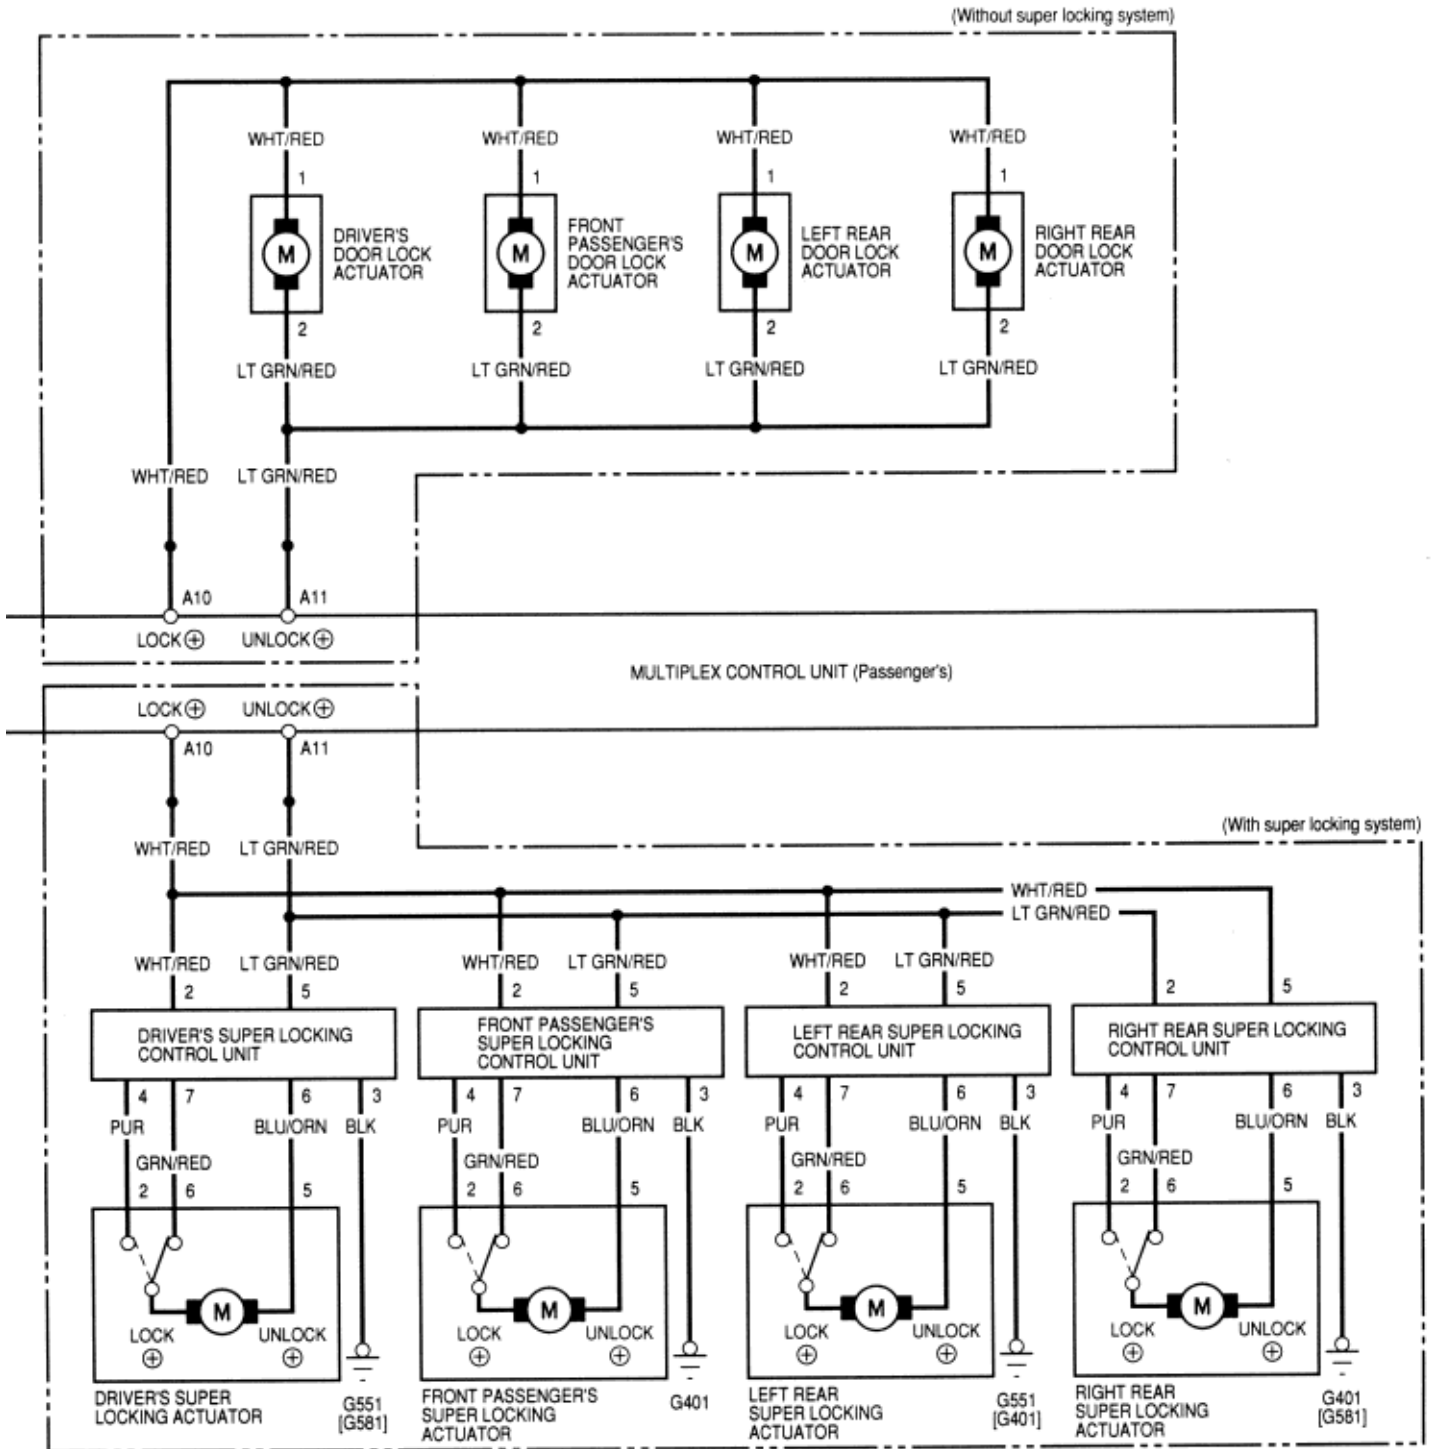 (Without super locking system)
WHT/RED WHT/RED WHT/RED WHT/RED
1 1 1 1
M DRIVER'S
DOOR LOCK
ACTUATOR
M FRONT
PASSENGER'S
DOOR LOCK
ACTUATOR
M LEFT REAR
DOOR LOCK
ACTUATOR
M RIGHT REAR
DOOR LOCK
ACTUATOR
2 2 2 2
LT GRN/RED LT GRN/RED LT GRN/RED LT GRN/RED
WHT/RED LT GRN/RED
A10 A11
LOCK⊕ UNLOCK⊕
MULTIPLEX CONTROL UNIT (Passenger's)
LOCK⊕ UNLOCK⊕
A10 A11
(With super locking system)
WHT/RED LT GRN/RED
WHT/RED
LT GRN/RED
WHT/RED LT GRN/RED WHT/RED LT GRN/RED WHT/RED LT GRN/RED
2 5 2 5 2 5 2 5
DRIVER'S SUPER LOCKING
CONTROL UNIT
FRONT PASSENGER'S
SUPER LOCKING
CONTROL UNIT
LEFT REAR SUPER LOCKING
CONTROL UNIT
RIGHT REAR SUPER LOCKING
CONTROL UNIT
4 7 6 3 4 7 6 3 4 7 6 3 4 7 6 3
PUR BLU/ORN BLK PUR BLU/ORN BLK PUR BLU/ORN BLK PUR BLU/ORN BLK
GRN/RED GRN/RED GRN/RED GRN/RED
2 6 5 2 6 5 2 6 5 2 6 5
M M M M
LOCK UNLOCK LOCK UNLOCK LOCK UNLOCK LOCK UNLOCK
⊕ ⊕ ⊕ ⊕ ⊕ ⊕ ⊕ ⊕
DRIVER'S SUPER
LOCKING ACTUATOR
G551
[G581]
FRONT PASSENGER'S
SUPER LOCKING
ACTUATOR
G401
LEFT REAR
SUPER LOCKING
ACTUATOR
G551
[G401]
RIGHT REAR
SUPER LOCKING
ACTUATOR
G401
[G581]